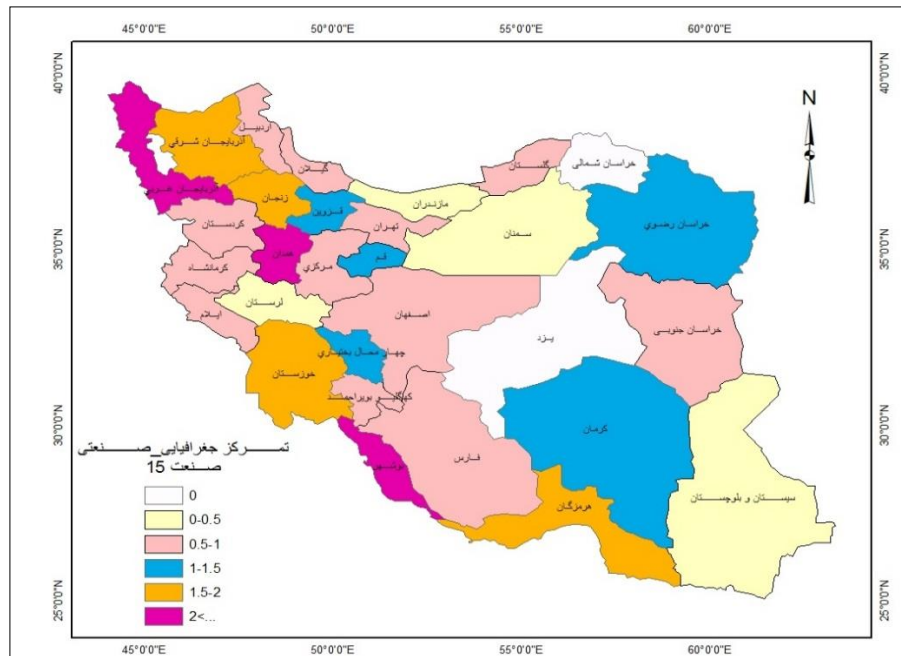 45°0'0"E 50°0'0"E 55°0'0"E 60°0'0"E
40°0'0"N 40°0'0"N
35°0'0"N 35°0'0"N
30°0'0"N 30°0'0"N
25°0'0"N 25°0'0"N
N
اردبیل
آذربایجان شرقی
گیلان
گلستان
خراسان شمالی
آذربایجان غربی
زنجان
قزوین
مازندران
خراسان رضوي
کردستان
تهران
سمنان
همدان
قم
مرکزي
کرمانشاه
لرستان
ایلام
اصفهان
یزد
خراسان جنوبی
چهار محال بختیاري
خوزستان
کهگیلویه بویراحمد
کرمان
فارس
بوشهر
سیستان و بلوچستان
هرمزگان
تمرکز جغرافیایی_صنعتی
صنعت 15
0
0-0.5
0.5-1
1-1.5
1.5-2
2<...
45°0'0"E 50°0'0"E 55°0'0"E 60°0'0"E